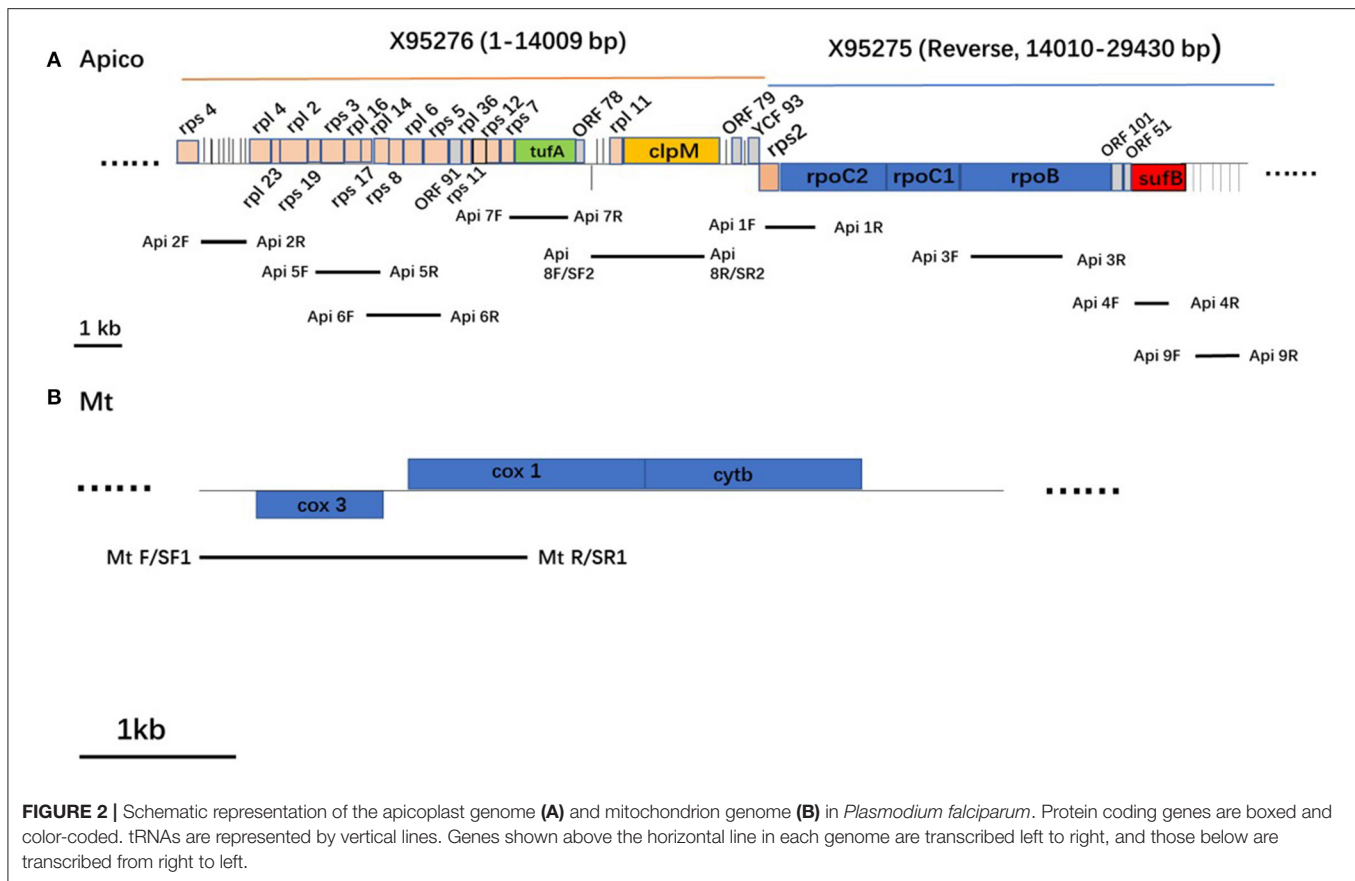 X95276 (1-14009 bp)
X95275 (Reverse, 14010-29430 bp)
A Apico
rps 4
rpl 4
rpl 2
rps 3
rpl 16
rpl 14
rpl 6
rps 5
rpl 36
rps 12
rps 7
ORF 78
rpl 11
ORF 79
YCF 93
rps2
ORF 101
ORF 51
......
tufA
clpM
rpoC2
rpoC1
rpoB
sufB
......
rpl 23
rps 19
rps 17
rps 8
ORF 91
rps 11
Api 7F
Api 7R
Api 1F
Api 1R
Api 2F
Api 2R
Api 5F
Api 5R
Api
8F/SF2
Api
8R/SR2
Api 3F
Api 3R
Api 6F
Api 6R
Api 4F
Api 4R
1 kb
Api 9F
Api 9R
B Mt
......
cox 1
cytb
......
cox 3
Mt F/SF1
Mt R/SR1
1kb
FIGURE 2 | Schematic representation of the apicoplast genome (A) and mitochondrion genome (B) in Plasmodium falciparum. Protein coding genes are boxed and
color-coded. tRNAs are represented by vertical lines. Genes shown above the horizontal line in each genome are transcribed left to right, and those below are
transcribed from right to left.